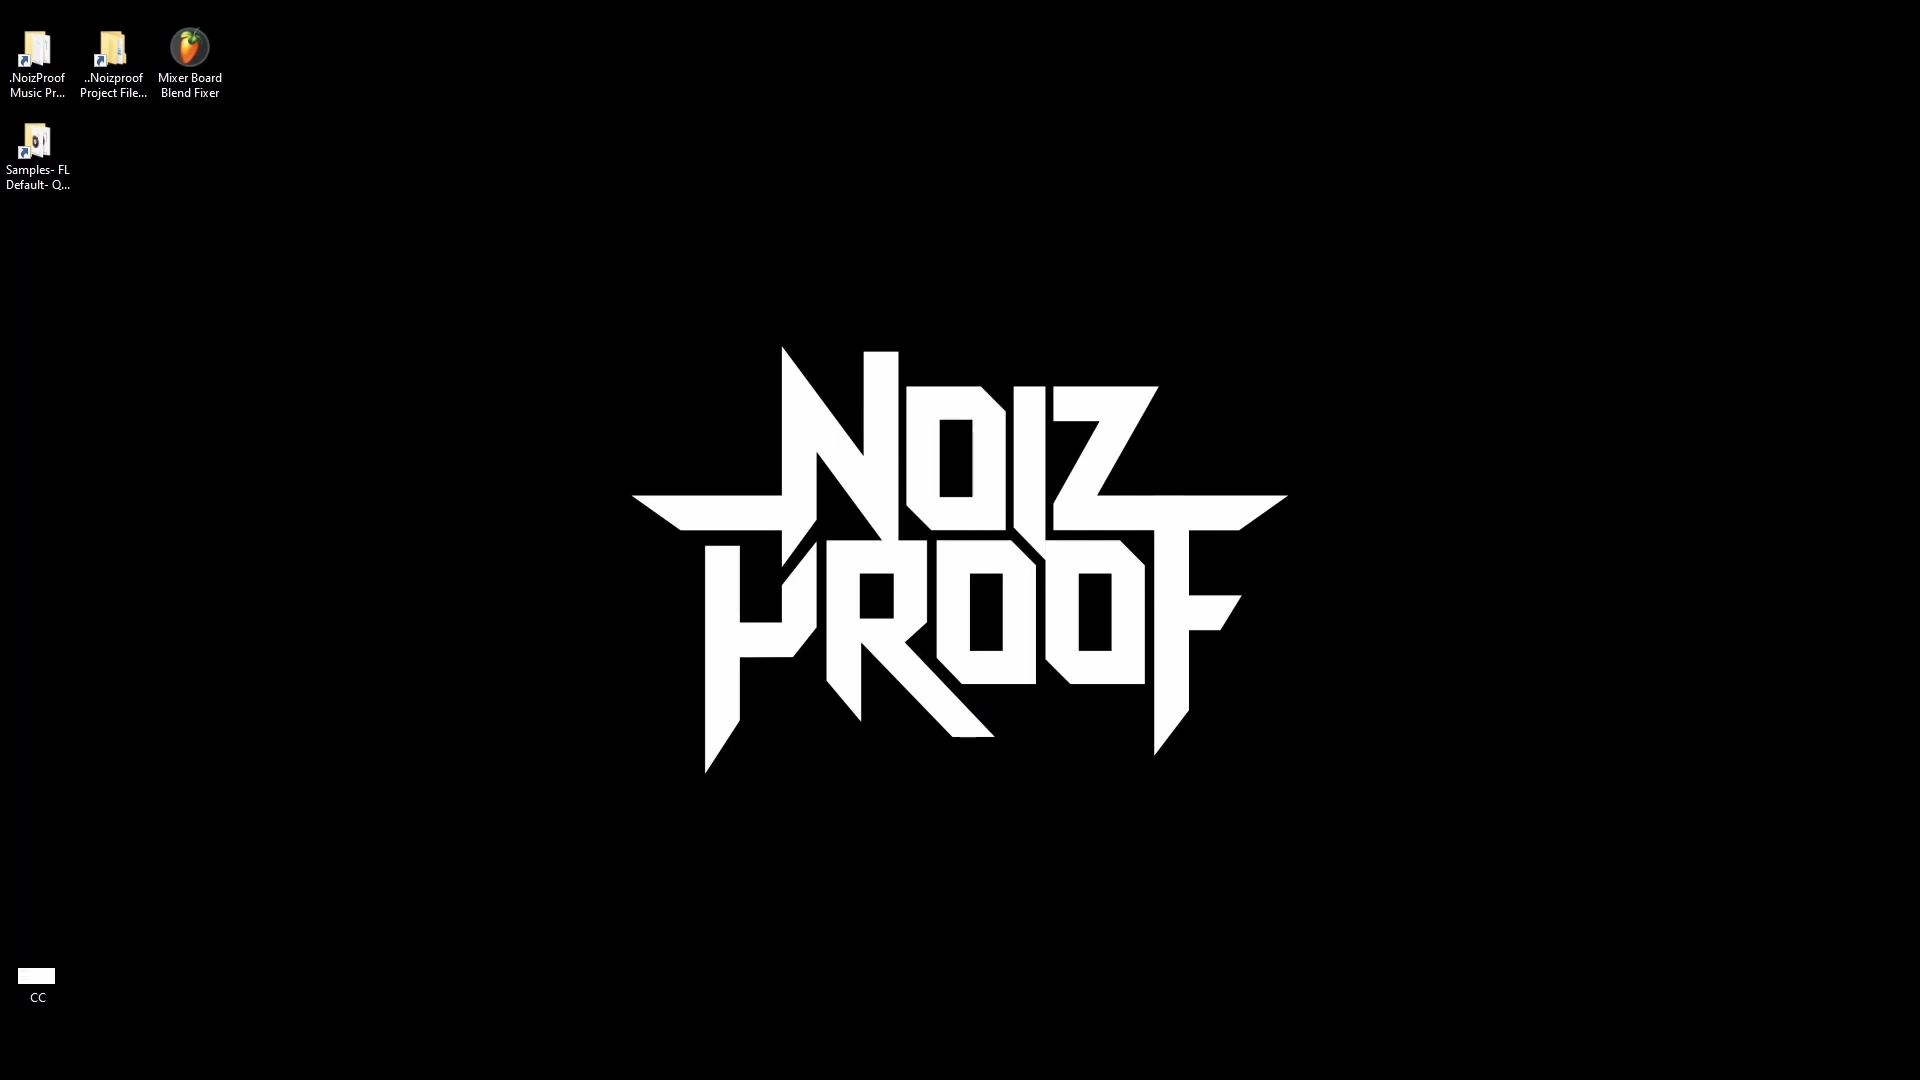 .NoizProof
Music Pr...
..Noizproof
Project File...
Mixer Board
Blend Fixer
Samples- FL
Default- Q...
NOIZ
PROOF
CC